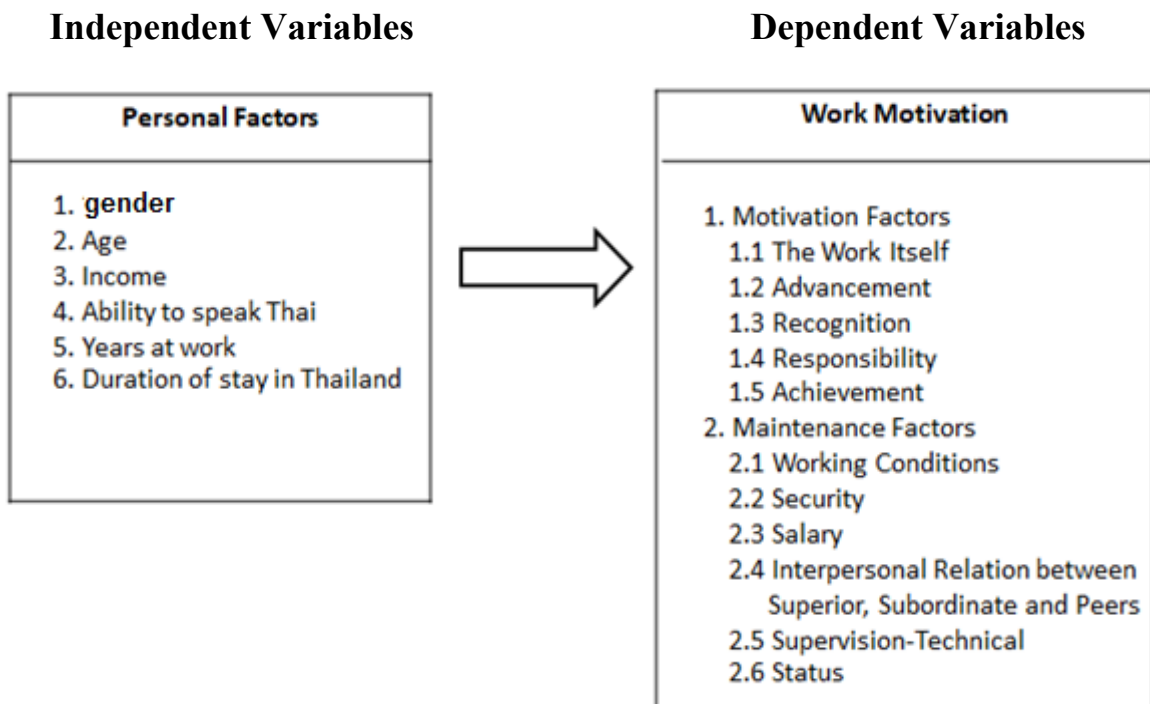 Independent Variables
Dependent Variables
Personal Factors
1. gender
2. Age
3. Income
4. Ability to speak Thai
5. Years at work
6. Duration of stay in Thailand
Work Motivation
1. Motivation Factors
1.1 The Work Itself
1.2 Advancement
1.3 Recognition
1.4 Responsibility
1.5 Achievement
2. Maintenance Factors
2.1 Working Conditions
2.2 Security
2.3 Salary
2.4 Interpersonal Relation between
Superior, Subordinate and Peers
2.5 Supervision-Technical
2.6 Status